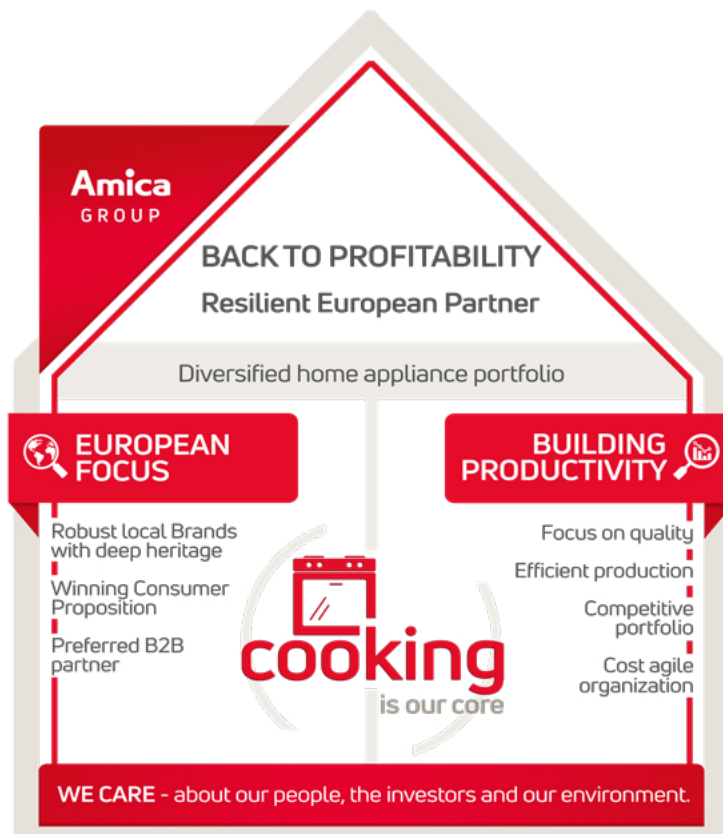 Amica
GROUP
BACK TO PROFITABILITY
Resilient European Partner
Diversified home appliance portfolio
EUROPEAN
FOCUS
Robust local Brands
with deep heritage
Winning Consumer
Proposition
Preferred B2B
partner
BUILDING
PRODUCTIVITY
Focus on quality
Efficient production
Competitive
portfolio
Cost agile
organization
cooking
is our core
WE CARE - about our people, the investors and our environment.